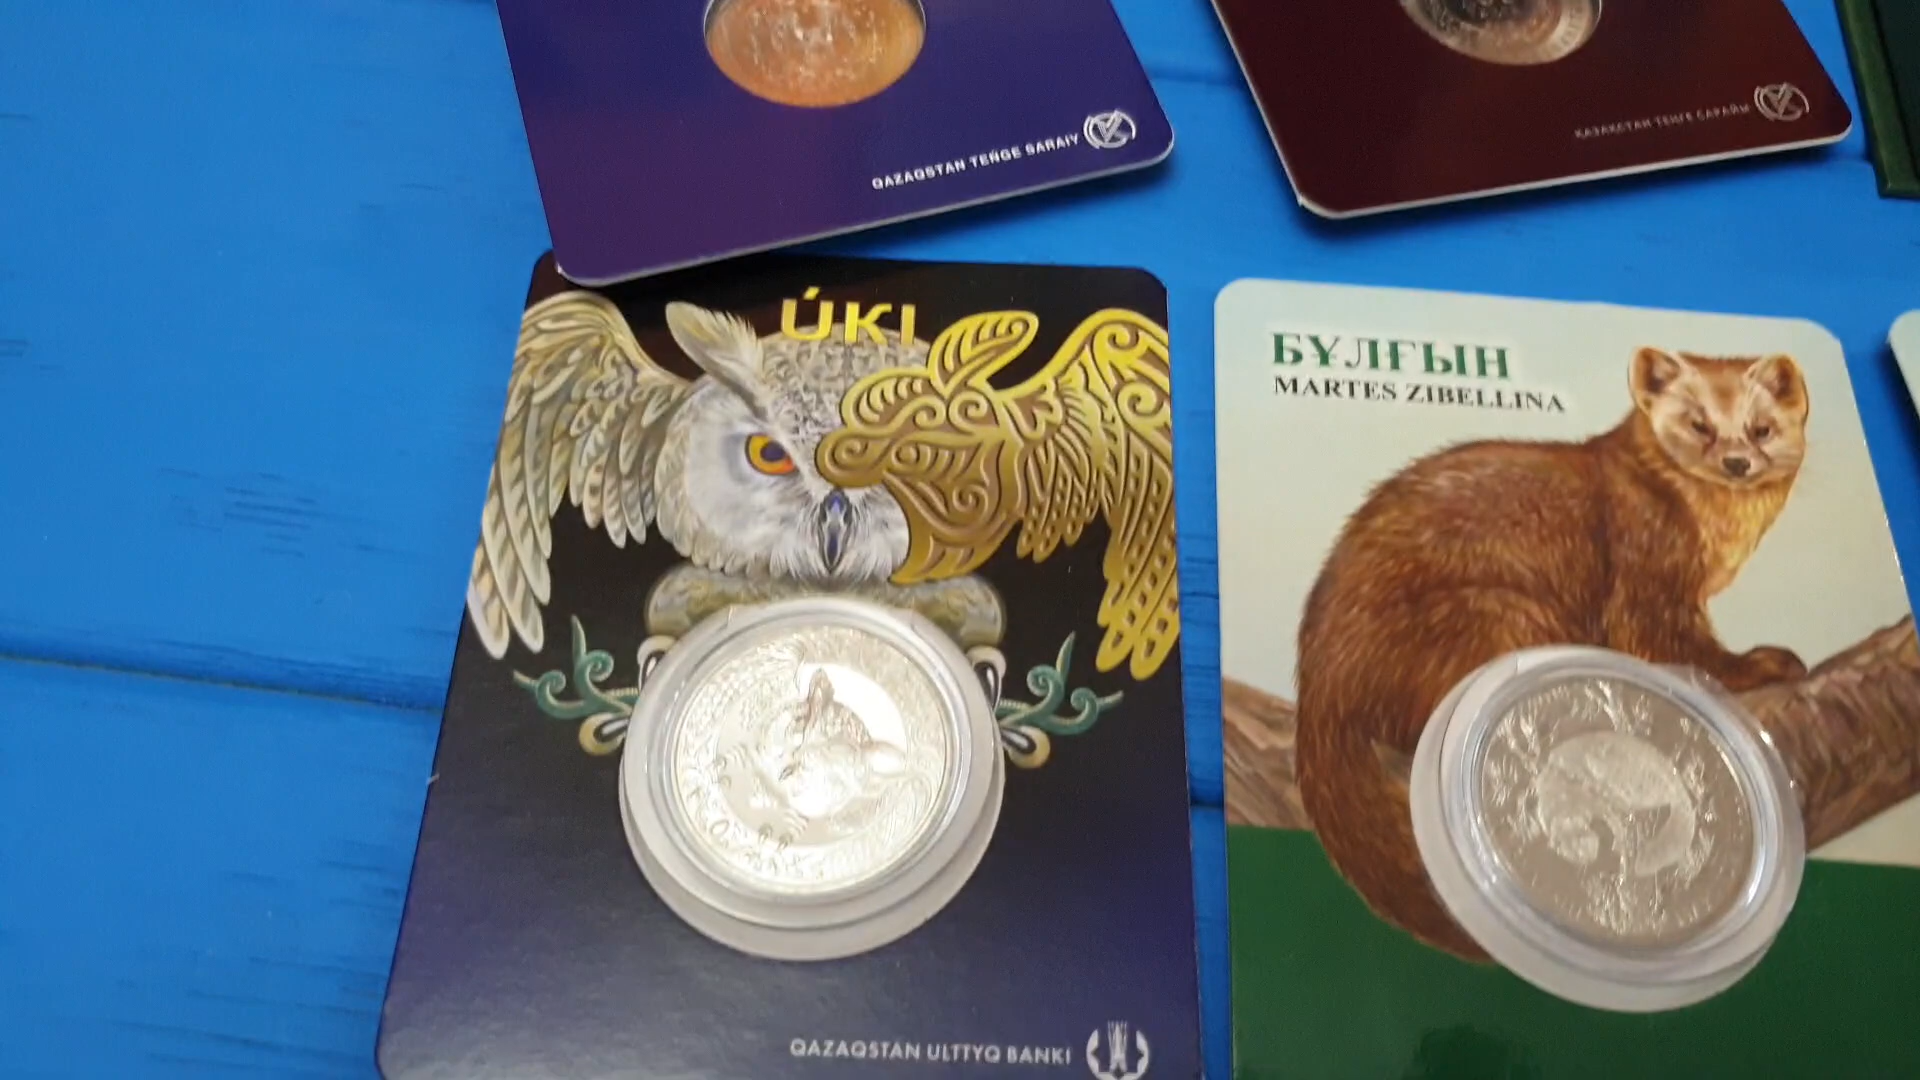 QAZAQSTAN TEŃGE SARAIY
ҚАЗАҚСТАН ТЕҢГЕ САРАЙЫ
ÚKI
БҰЛҒЫН
MARTES ZIBELLINA
QAZAQSTAN ULTTYQ BANKI